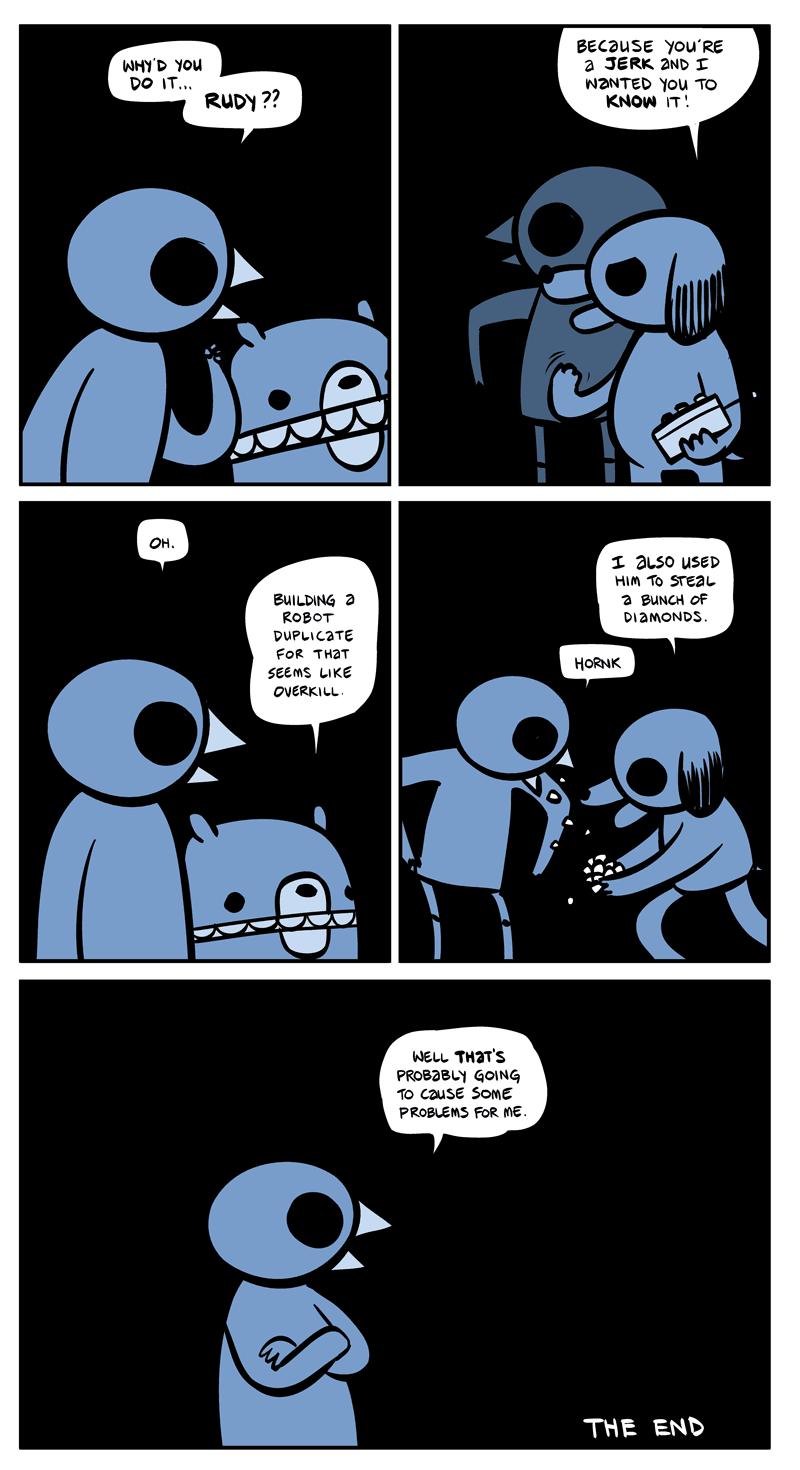 WHY'D YOU
DO IT...
RUDY??
BECAUSE YOU'RE
A JERK AND I
WANTED YOU TO
KNOW IT!
OH.
BUILDING A
ROBOT
DUPLICATE
FOR THAT
SEEMS LIKE
OVERKILL.
I ALSO USED
HIM TO STEAL
A BUNCH OF
DIAMONDS.
HORNK
WELL THAT'S
PROBABLY GOING
TO CAUSE SOME
PROBLEMS FOR ME.
THE END